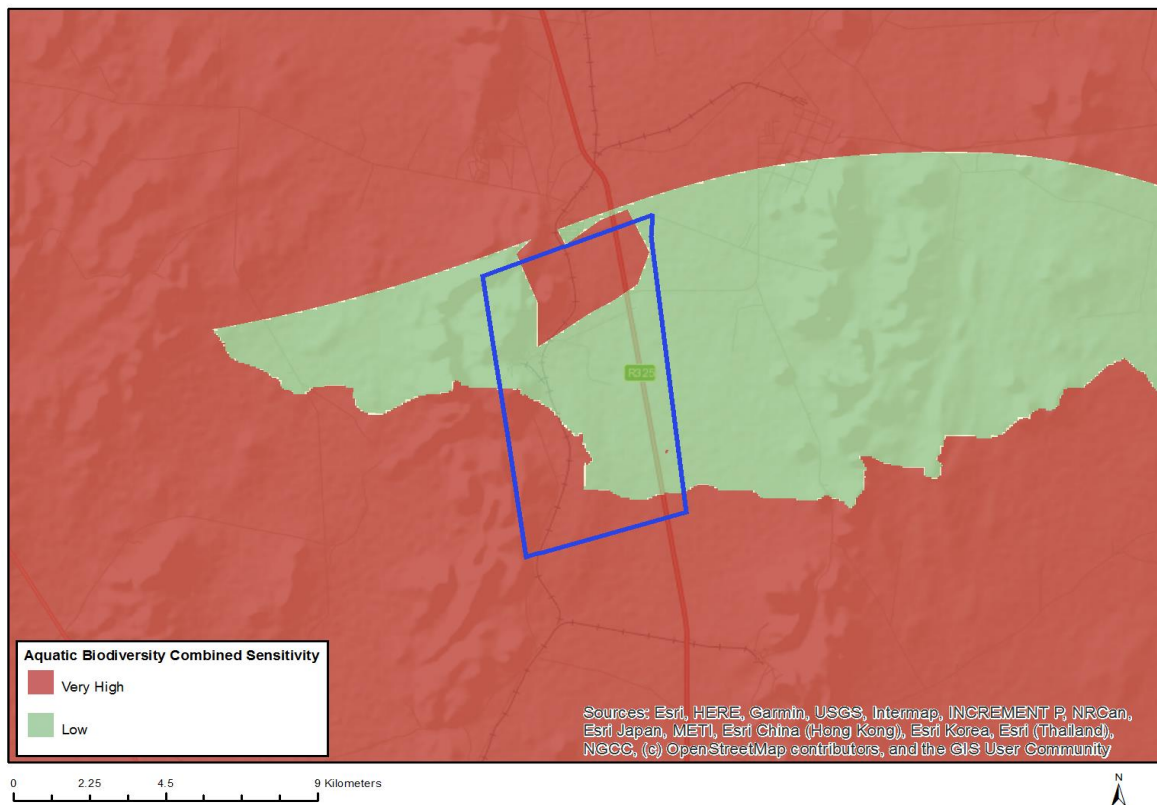 R325
Aquatic Biodiversity Combined Sensitivity
Very High
Low
Sources: Esri, HERE, Garmin, USGS, Intermap, INCREMENT P, NRCan,
Esri Japan, METI, Esri China (Hong Kong), Esri Korea, Esri (Thailand),
NGCC, (c) OpenStreetMap contributors, and the GIS User Community
0 2.25 4.5 9 Kilometers
N